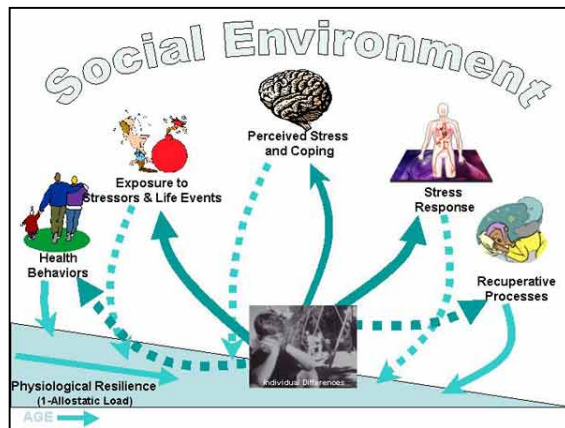 Social Environment
Perceived Stress
and Coping
Exposure to
Stressors & Life Events
Stress
Response
Health
Behaviors
Recuperative
Processes
Individual Differences
Physiological Resilience
(1-Allostatic Load)
AGE